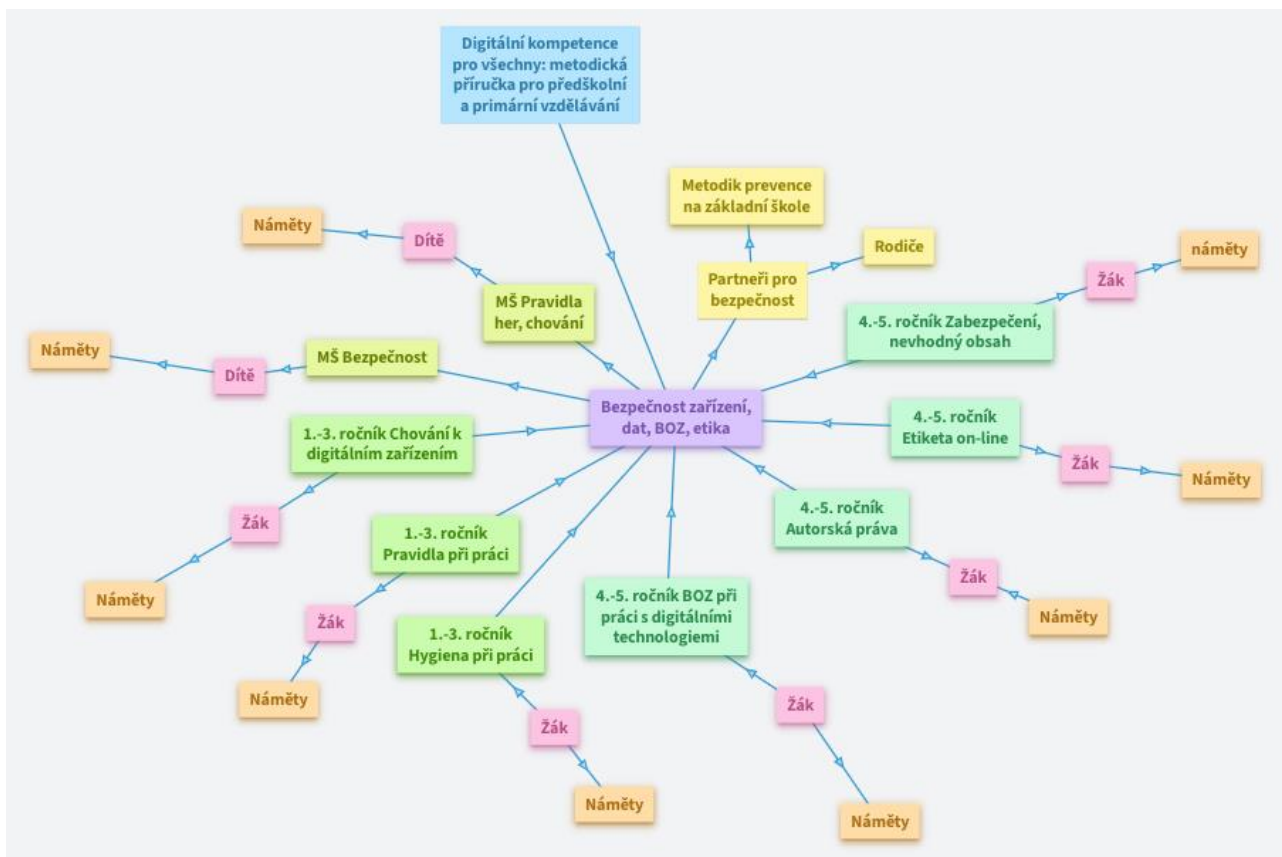 Digitální kompetence
pro všechny: metodická
příručka pro předškolní
a primární vzdělávání
Metodik prevence
na základní škole
Rodiče
Partneři pro
bezpečnost
Náměty
Dítě
MŠ Pravidla
her, chování
Náměty
Dítě
MŠ Bezpečnost
Bezpečnost zařízení,
dat, BOZ, etika
4.-5. ročník Zabezpečení,
nevhodný obsah
Žák
náměty
4.-5. ročník
Etiketa on-line
Žák
Náměty
4.-5. ročník
Autorská práva
Žák
Náměty
4.-5. ročník BOZ při
práci s digitálními
technologiemi
Žák
Náměty
1.-3. ročník Chování k
digitálním zařízením
Žák
Náměty
1.-3. ročník
Pravidla při práci
Žák
Náměty
1.-3. ročník
Hygiena při práci
Žák
Náměty